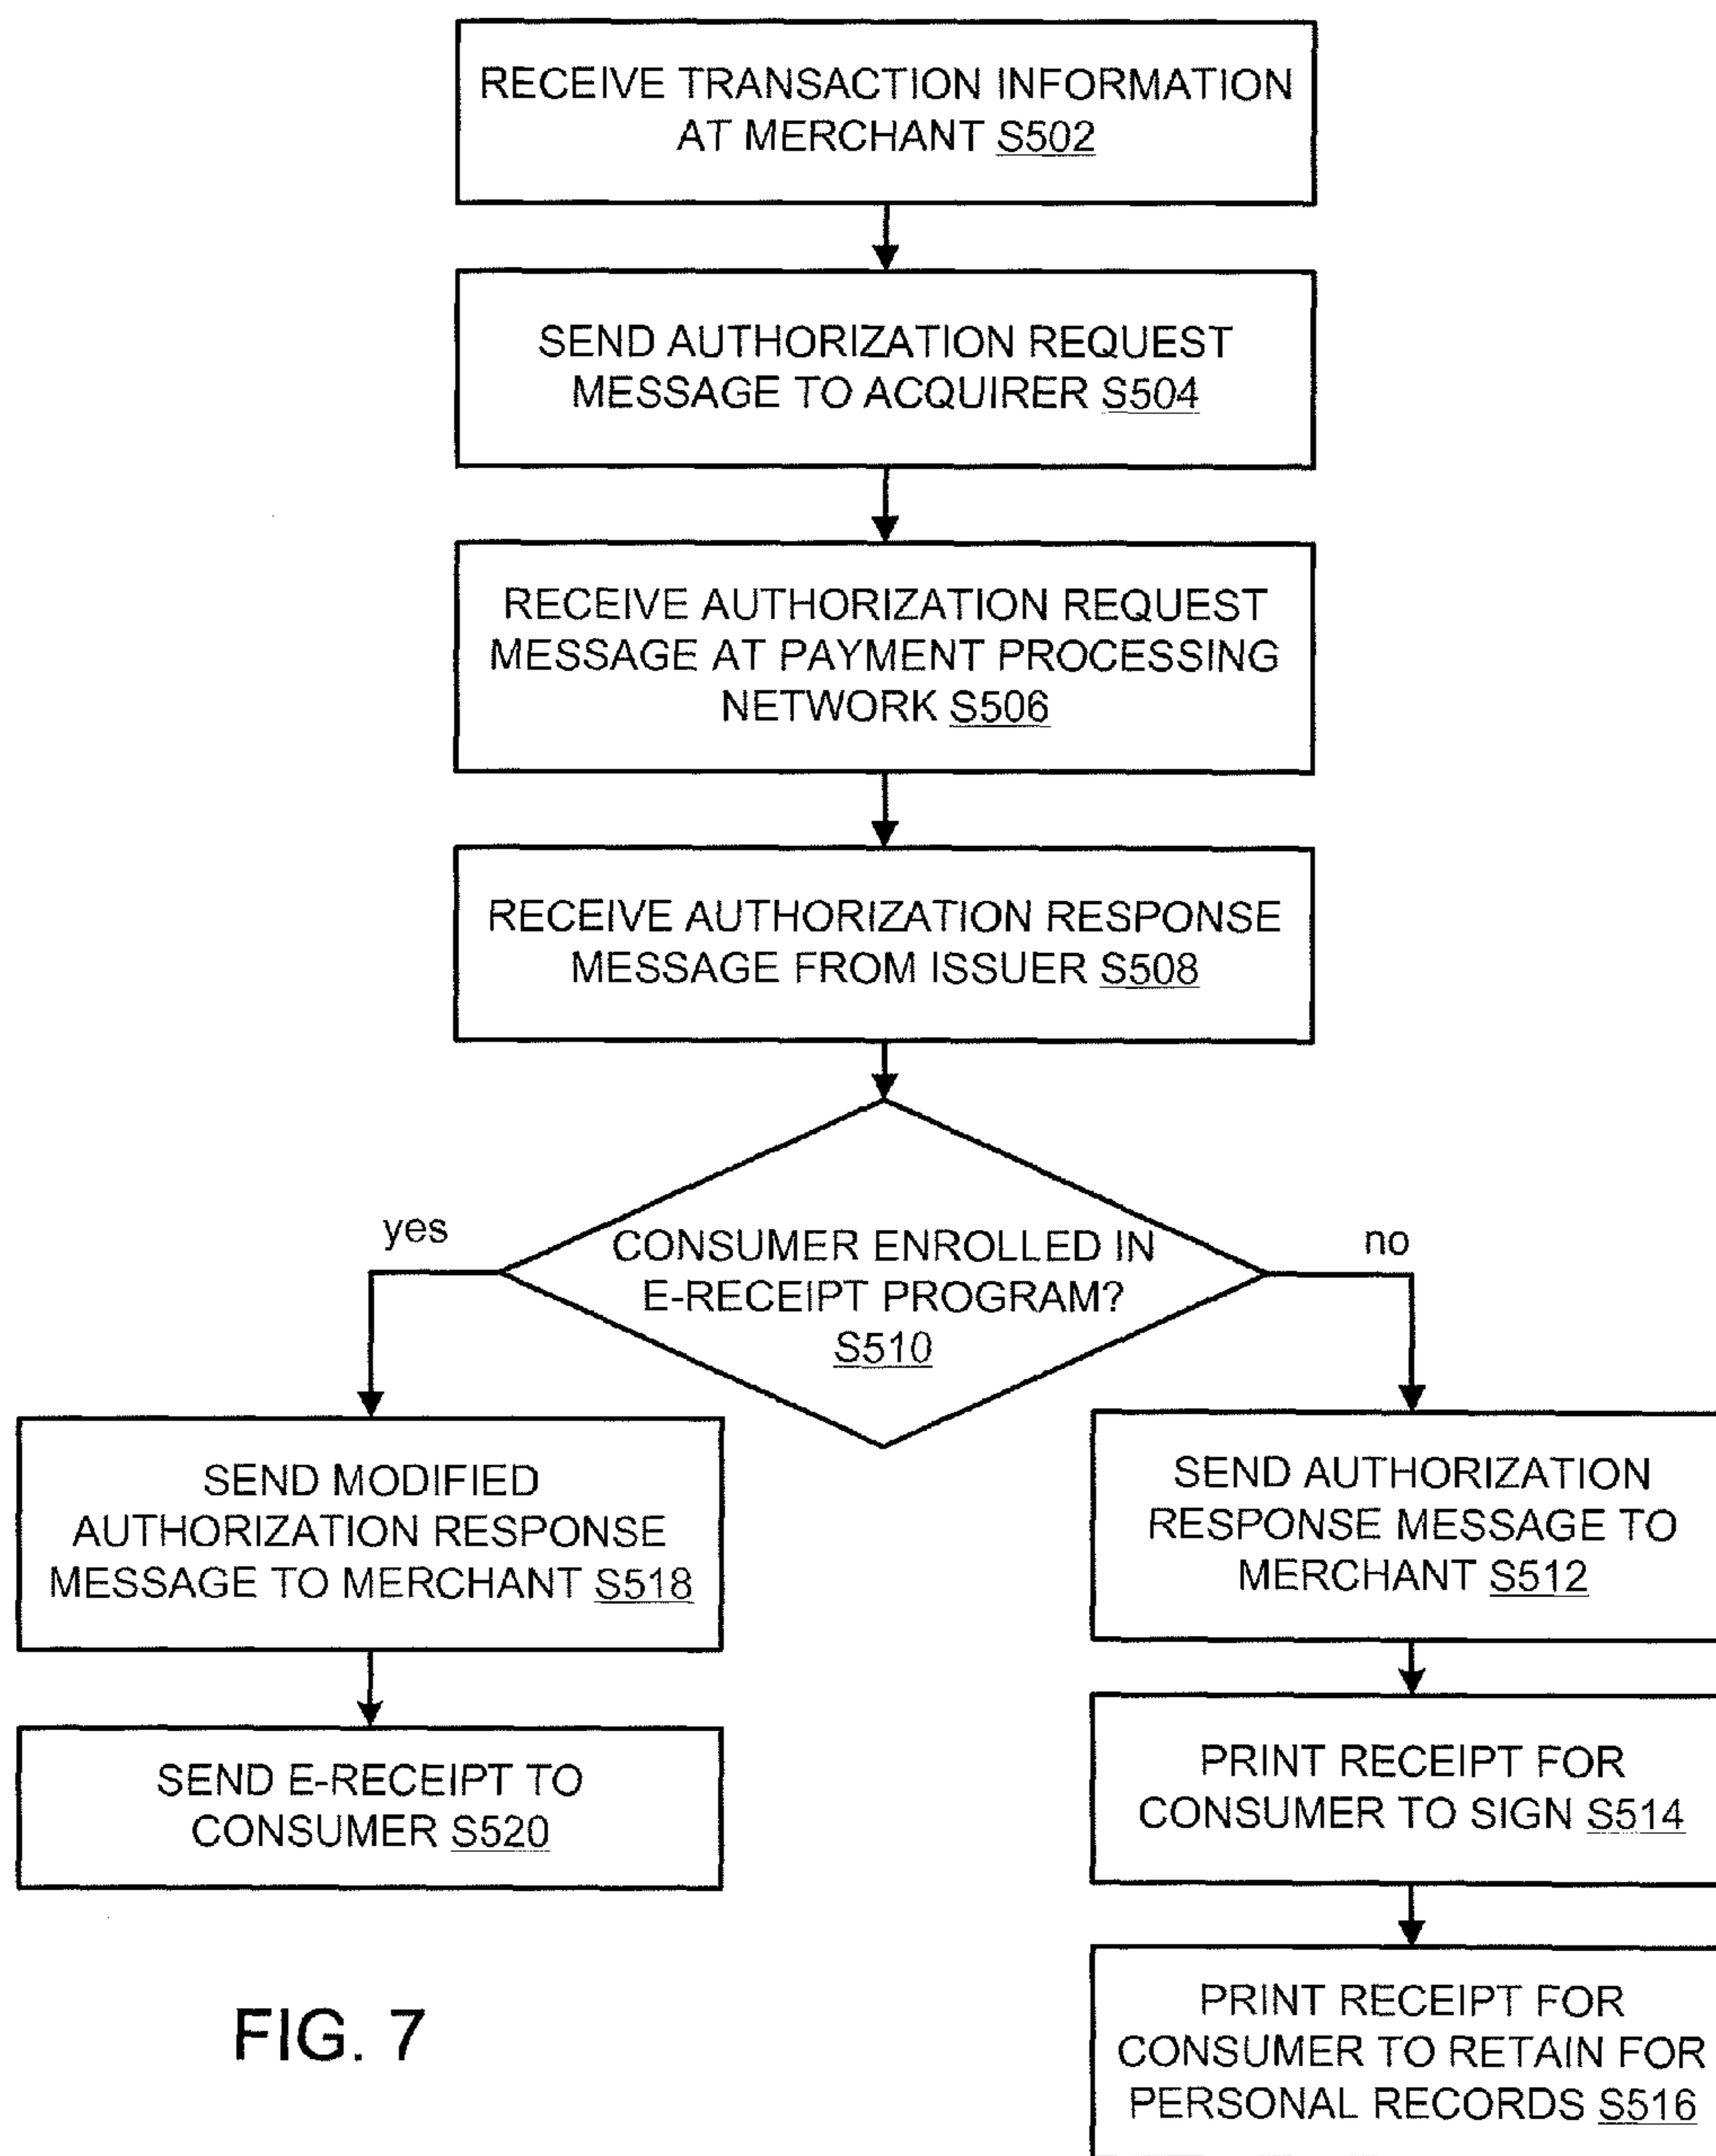 RECEIVE TRANSACTION INFORMATION
AT MERCHANT S502
SEND AUTHORIZATION REQUEST
MESSAGE TO ACQUIRER S504
RECEIVE AUTHORIZATION REQUEST
MESSAGE AT PAYMENT PROCESSING
NETWORK S506
RECEIVE AUTHORIZATION RESPONSE
MESSAGE FROM ISSUER S508
CONSUMER ENROLLED IN
E-RECEIPT PROGRAM?
S510
yes
no
SEND MODIFIED
AUTHORIZATION RESPONSE
MESSAGE TO MERCHANT S518
SEND E-RECEIPT TO
CONSUMER S520
SEND AUTHORIZATION
RESPONSE MESSAGE TO
MERCHANT S512
PRINT RECEIPT FOR
CONSUMER TO SIGN S514
PRINT RECEIPT FOR
CONSUMER TO RETAIN FOR
PERSONAL RECORDS S516
FIG. 7